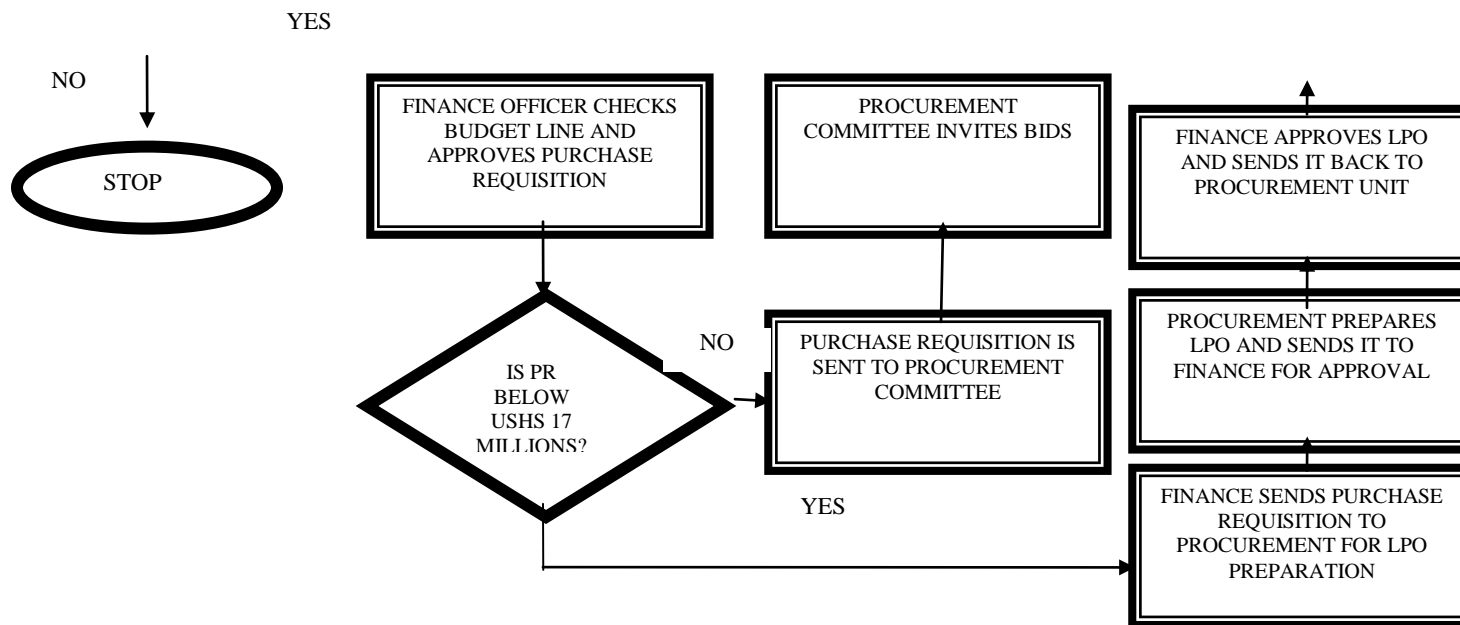 YES
NO
STOP
FINANCE OFFICER CHECKS
BUDGET LINE AND
APPROVES PURCHASE
REQUISITION
PROCUREMENT
COMMITTEE INVITES BIDS
FINANCE APPROVES LPO
AND SENDS IT BACK TO
PROCUREMENT UNIT
IS PR
BELOW
USHS 17
MILLIONS?
NO
PURCHASE REQUISITION IS
SENT TO PROCUREMENT
COMMITTEE
PROCUREMENT PREPARES
LPO AND SENDS IT TO
FINANCE FOR APPROVAL
YES
FINANCE SENDS PURCHASE
REQUISITION TO
PROCUREMENT FOR LPO
PREPARATION